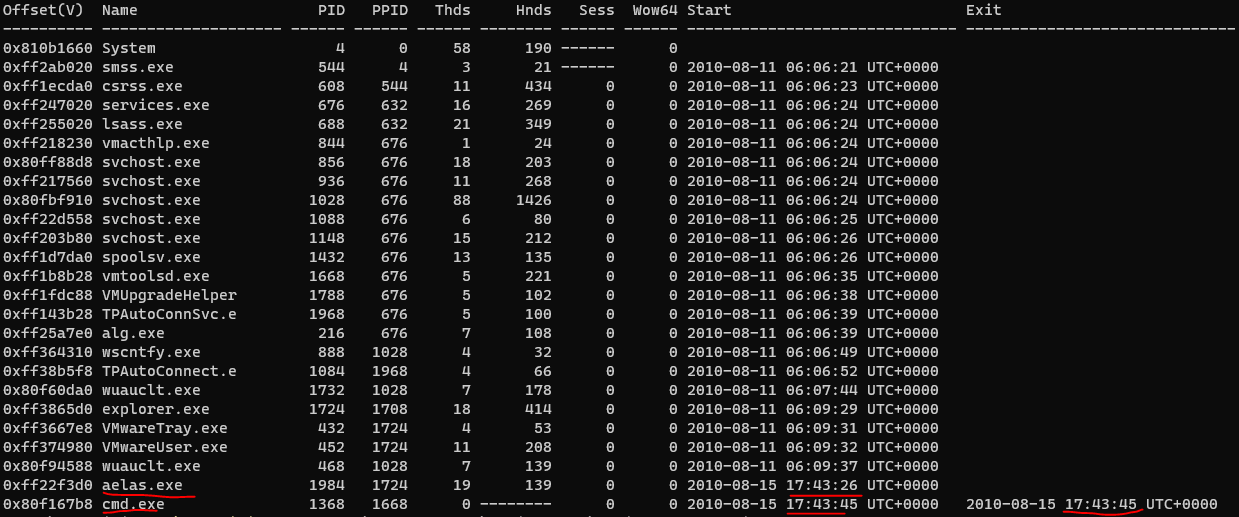 Offset(V)  Name                    PID   PPID   Thds     Hnds   Sess  Wow64 Start                          Exit
---------- -------------------- ------ ------ ------ -------- ------ ------ ------------------------------ ------------------------------
0x810b1660 System                    4      0     58      190 ------      0
0xff2ab020 smss.exe                544      4      3       21 ------      0 2010-08-11 06:06:21 UTC+0000
0xff1ecda0 csrss.exe               608    544     11      434      0      0 2010-08-11 06:06:23 UTC+0000
0xff247020 services.exe            676    632     16      269      0      0 2010-08-11 06:06:24 UTC+0000
0xff255020 lsass.exe               688    632     21      349      0      0 2010-08-11 06:06:24 UTC+0000
0xff218230 vmacthlp.exe            844    676      1       24      0      0 2010-08-11 06:06:24 UTC+0000
0x80ff88d8 svchost.exe             856    676     18      203      0      0 2010-08-11 06:06:24 UTC+0000
0xff217560 svchost.exe             936    676     11      268      0      0 2010-08-11 06:06:24 UTC+0000
0x80fbf910 svchost.exe            1028    676     88     1426      0      0 2010-08-11 06:06:24 UTC+0000
0xff22d558 svchost.exe            1088    676      6       80      0      0 2010-08-11 06:06:25 UTC+0000
0xff203b80 svchost.exe            1148    676     15      212      0      0 2010-08-11 06:06:26 UTC+0000
0xff1d7da0 spoolsv.exe            1432    676     13      135      0      0 2010-08-11 06:06:26 UTC+0000
0xff1b8b28 vmtoolsd.exe           1668    676      5      221      0      0 2010-08-11 06:06:35 UTC+0000
0xff1fdc88 VMUpgradeHelper        1788    676      5      102      0      0 2010-08-11 06:06:38 UTC+0000
0xff143b28 TPAutoConnSvc.e        1968    676      5      100      0      0 2010-08-11 06:06:39 UTC+0000
0xff25a7e0 alg.exe                 216    676      7      108      0      0 2010-08-11 06:06:39 UTC+0000
0xff364310 wscntfy.exe             888   1028      4       32      0      0 2010-08-11 06:06:49 UTC+0000
0xff38b5f8 TPAutoConnect.e        1084   1968      4       66      0      0 2010-08-11 06:06:52 UTC+0000
0x80f60da0 wuauclt.exe            1732   1028      7      178      0      0 2010-08-11 06:07:44 UTC+0000
0xff3865d0 explorer.exe           1724   1708     18      414      0      0 2010-08-11 06:09:29 UTC+0000
0xff3667e8 VMwareTray.exe          432   1724      4       53      0      0 2010-08-11 06:09:31 UTC+0000
0xff374980 VMwareUser.exe          452   1724     11      208      0      0 2010-08-11 06:09:32 UTC+0000
0x80f94588 wuauclt.exe             468   1028      7      139      0      0 2010-08-11 06:09:37 UTC+0000
0xff22f3d0 aelas.exe              1984   1724     19      139      0      0 2010-08-15 17:43:26 UTC+0000
0x80f167b8 cmd.exe                1368   1668      0 --------      0      0 2010-08-15 17:43:45 UTC+0000   2010-08-15 17:43:45 UTC+0000